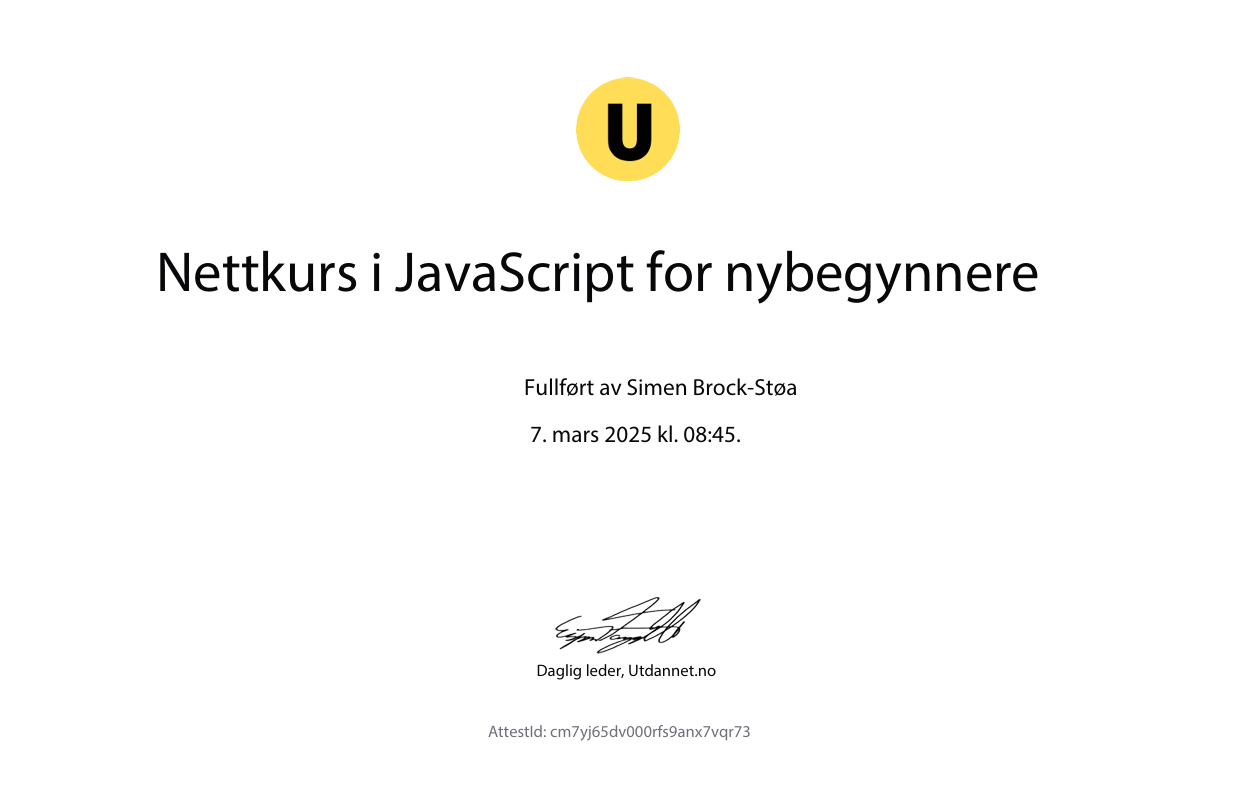 U
Nettkurs i JavaScript for nybegynnere
Fullført av Simen Brock-Støa
7. mars 2025 kl. 08:45.
Daglig leder, Utdannet.no
AttestId: cm7yj65dv000rfs9anx7vqr73